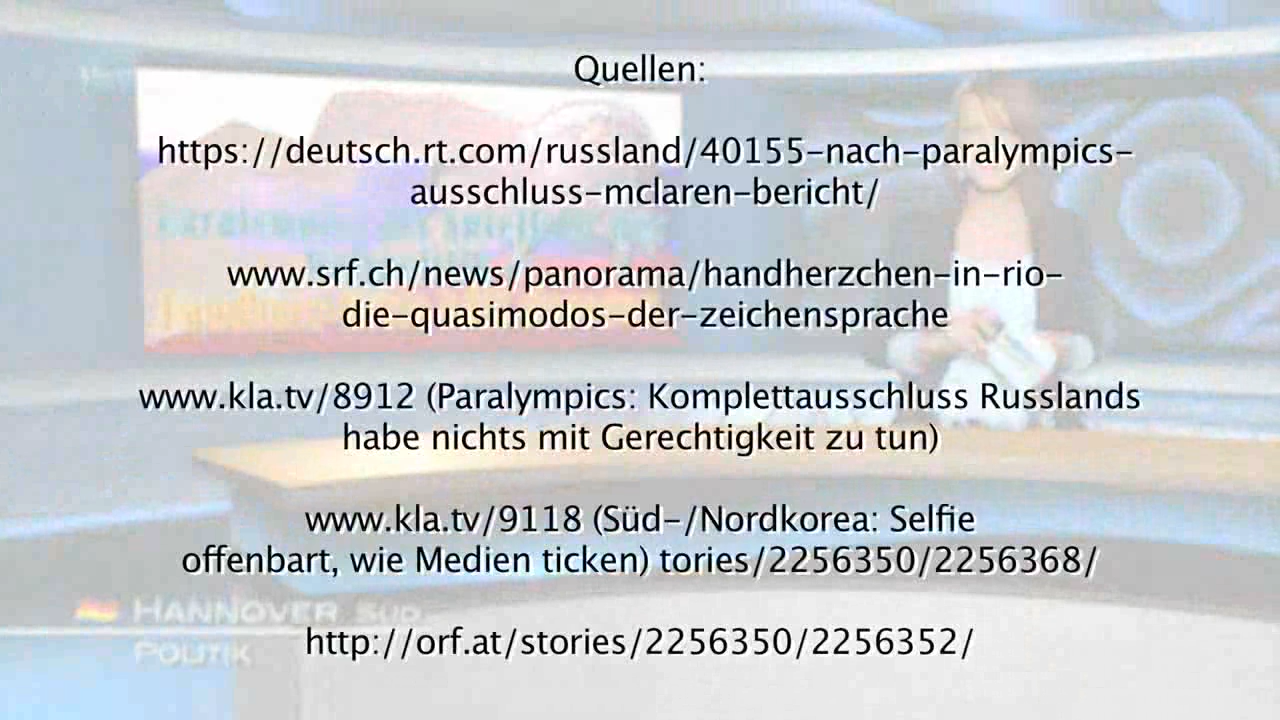 Quellen:
https://deutsch.rt.com/russland/40155-nach-paralympics-
ausschluss-mclaren-bericht/
www.srf.ch/news/panorama/handherzchen-in-rio-
die-quasimodos-der-zeichensprache
www.kla.tv/8912 (Paralympics: Komplettausschluss Russlands
habe nichts mit Gerechtigkeit zu tun)
www.kla.tv/9118 (Süd-/Nordkorea: Selfie
offenbart, wie Medien ticken) tories/2256350/2256368/
HANNOVER SÜD.
http://orf.at/stories/2256350/2256352/
POLITIK